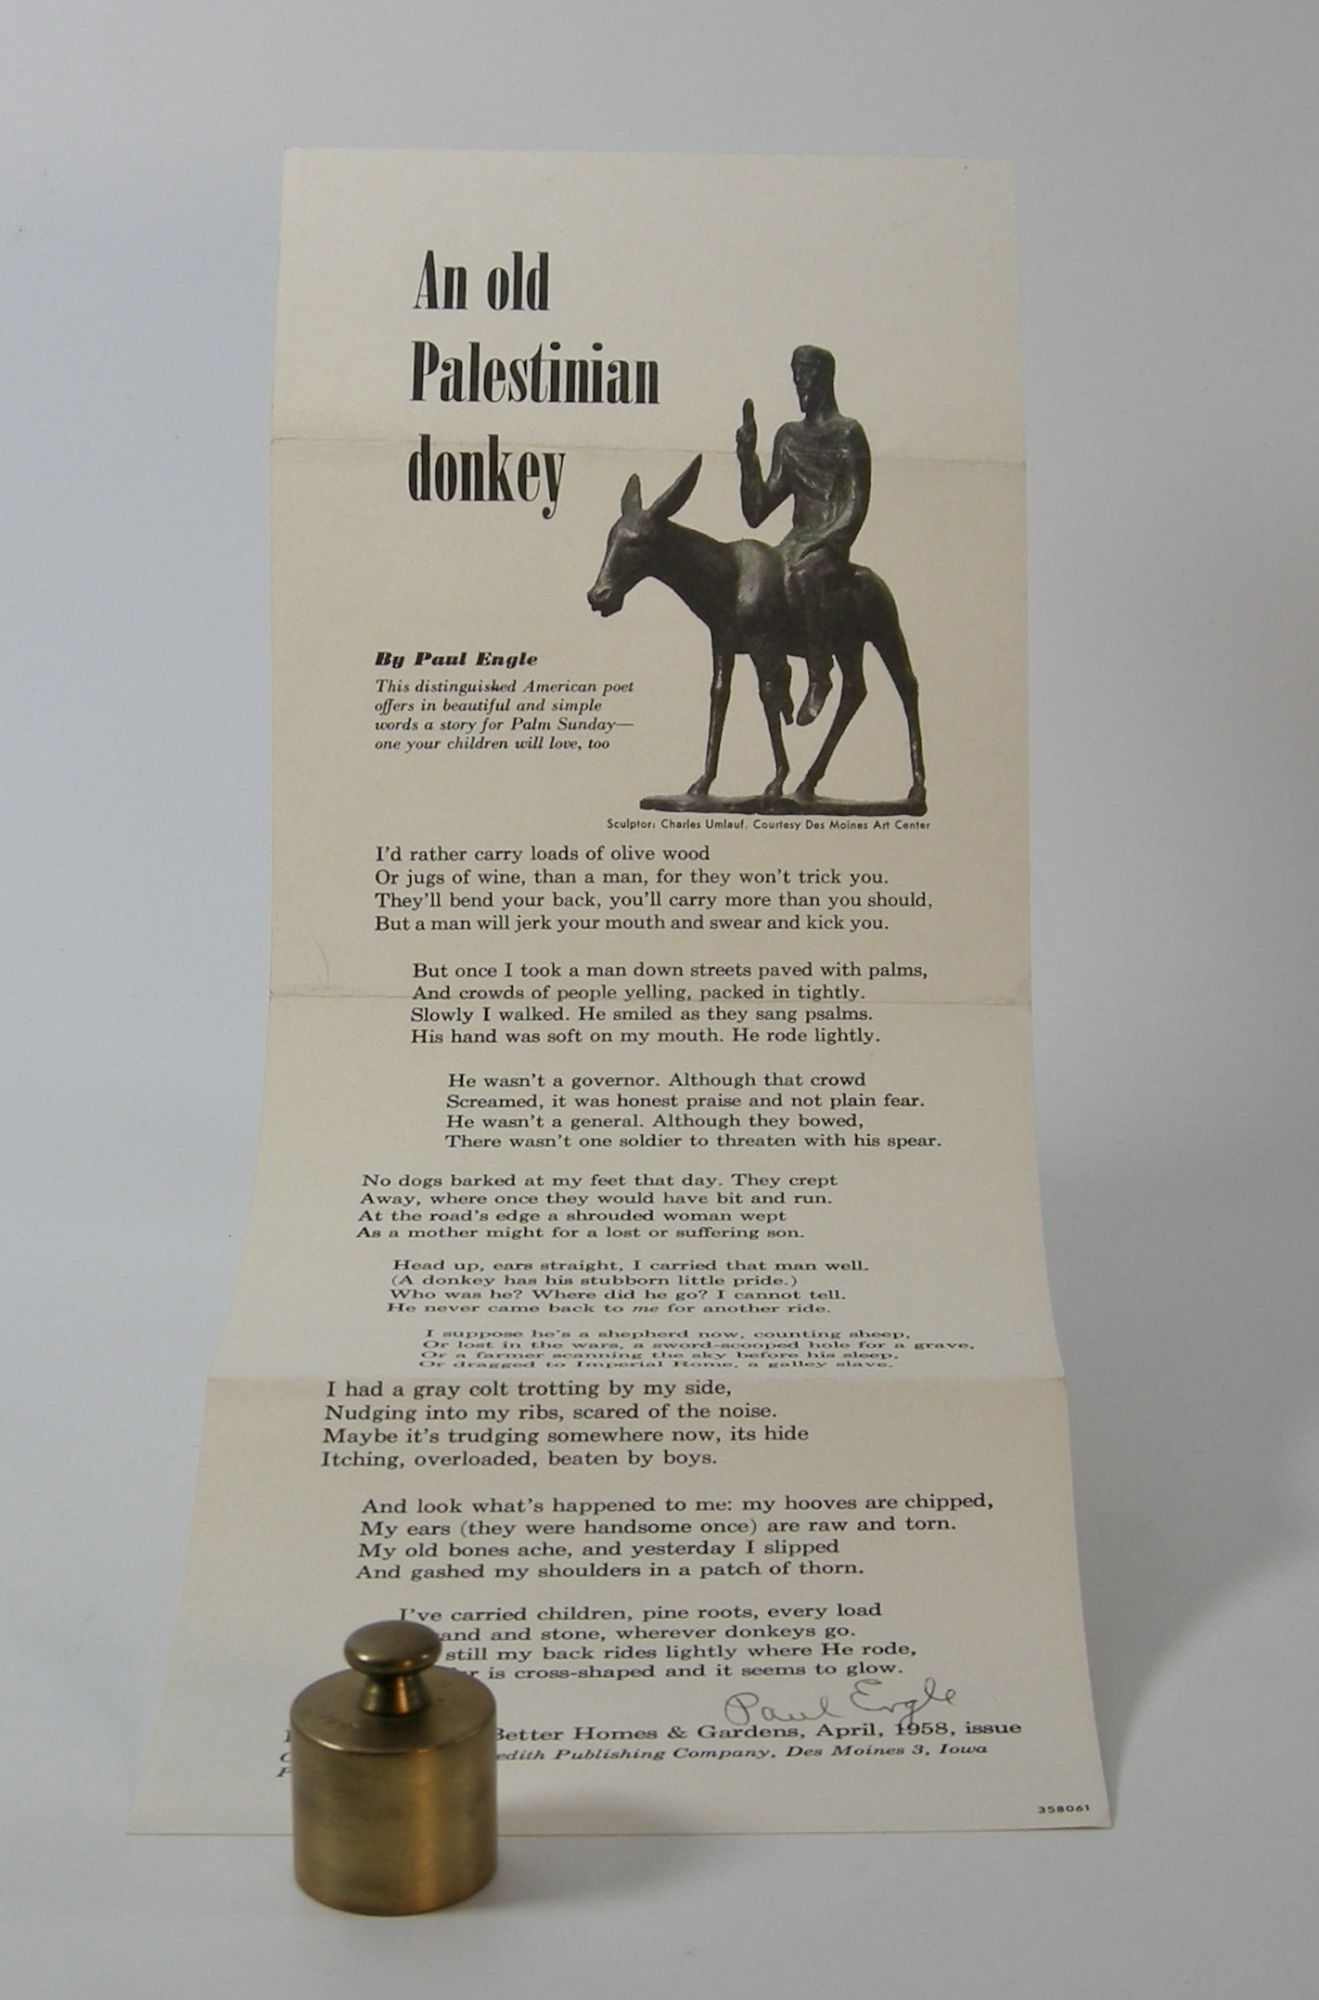 An old
Palestinian
donkey
By Paul Engle
This distinguished American poet
offers in beautiful and simple
words a story for Palm Sunday—
one your children will love, too
Sculptor: Charles Umlauf. Courtesy Des Moines Art Center
I'd rather carry loads of olive wood
Or jugs of wine, than a man, for they won't trick you.
They'll bend your back, you'll carry more than you should,
But a man will jerk your mouth and swear and kick you.
But once I took a man down streets paved with palms,
And crowds of people yelling, packed in tightly.
Slowly I walked. He smiled as they sang psalms.
His hand was soft on my mouth. He rode lightly.
He wasn't a governor. Although that crowd
Screamed, it was honest praise and not plain fear.
He wasn't a general. Although they bowed,
There wasn't one soldier to threaten with his spear.
No dogs barked at my feet that day. They crept
Away, where once they would have bit and run.
At the road's edge a shrouded woman wept
As a mother might for a lost or suffering son.
Head up, ears straight, I carried that man well.
(A donkey has his stubborn little pride.)
Who was he? Where did he go? I cannot tell.
He never came back to me for another ride.
I suppose he's a shepherd now, counting sheep,
Or lost in the wars, a sword-scooped hole for a grave,
Or a farmer scanning the sky before his sleep,
Or dragged to Imperial Rome, a galley slave.
I had a gray colt trotting by my side,
Nudging into my ribs, scared of the noise.
Maybe it's trudging somewhere now, its hide
Itching, overloaded, beaten by boys.
And look what's happened to me: my hooves are chipped,
My ears (they were handsome once) are raw and torn.
My old bones ache, and yesterday I slipped
And gashed my shoulders in a patch of thorn.
I've carried children, pine roots, every load
and and stone, wherever donkeys go.
still my back rides lightly where He rode,
is cross-shaped and it seems to glow.
Paul Engle
Better Homes & Gardens, April, 1958, issue
edith Publishing Company, Des Moines 3, Iowa
358061